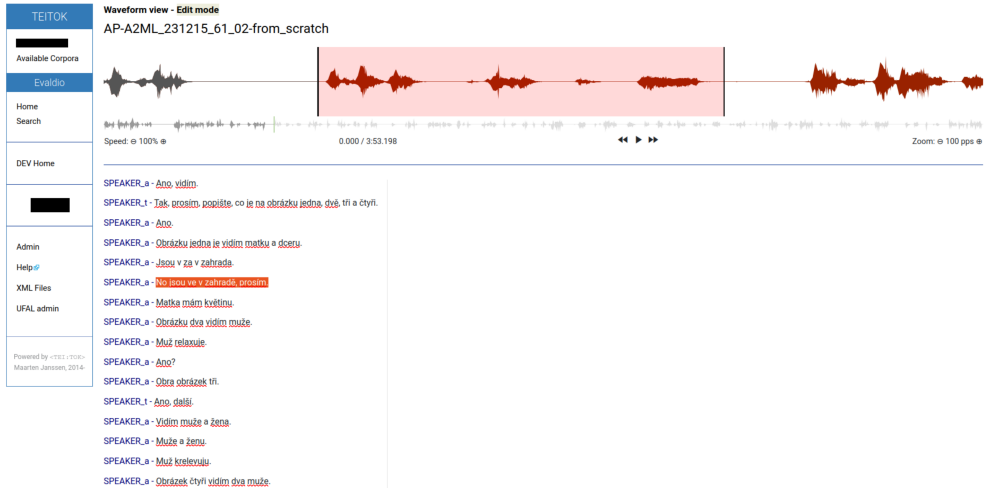 TEITOK
Available Corpora
Evaldio
Home
Search
DEV Home
Admin
Help
XML Files
UFAL admin
Powered by <TEI:TOK>
Maarten Janssen, 2014-
Waveform view - Edit mode
AP-A2ML_231215_61_02-from_scratch
Speed: ⊖ 100% ⊕ 0.000 / 3:53.198 Zoom: ⊖ 100 pps ⊕
SPEAKER_a - Ano, vidím.
SPEAKER_t - Tak, prosím, popište, co je na obrázku jedna, dvě, tři a čtyři.
SPEAKER_a - Ano.
SPEAKER_a - Obrázku jedna je vidím matku a dceru.
SPEAKER_a - Jsou v za v zahrada.
SPEAKER_a - No jsou ve v zahradě, prosím.
SPEAKER_a - Matka mám květinu.
SPEAKER_a - Obrázku dva vidím muže.
SPEAKER_a - Muž relaxuje.
SPEAKER_a - Ano?
SPEAKER_a - Obra obrázek tři.
SPEAKER_t - Ano, další.
SPEAKER_a - Vidím muže a žena.
SPEAKER_a - Muže a ženu.
SPEAKER_a - Muž krelevuju.
SPEAKER_a - Obrázek čtyři vidím dva muže.